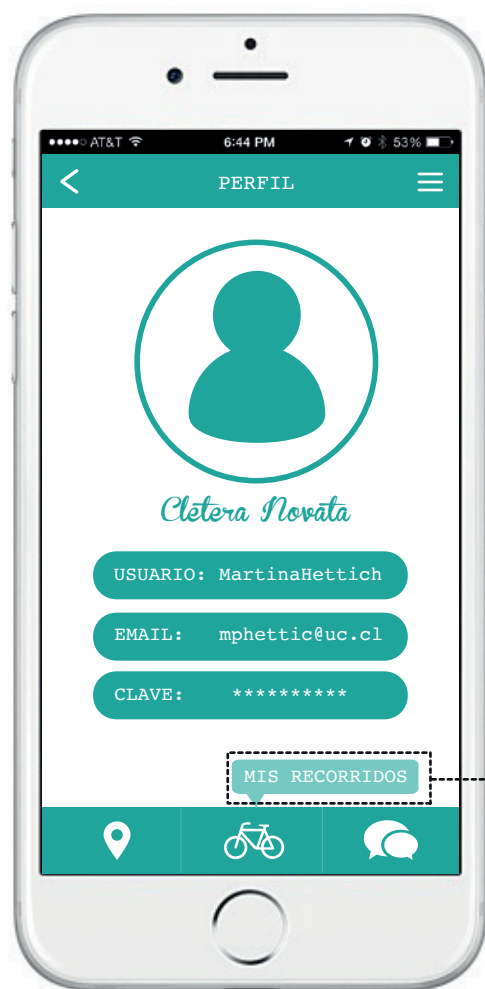 AT&T 6:44 PM 53%
PERFIL
Cletera Novata
USUARIO: MartinaHettich
EMAIL: mphettic@uc.cl
CLAVE: **********
MIS RECORRIDOS